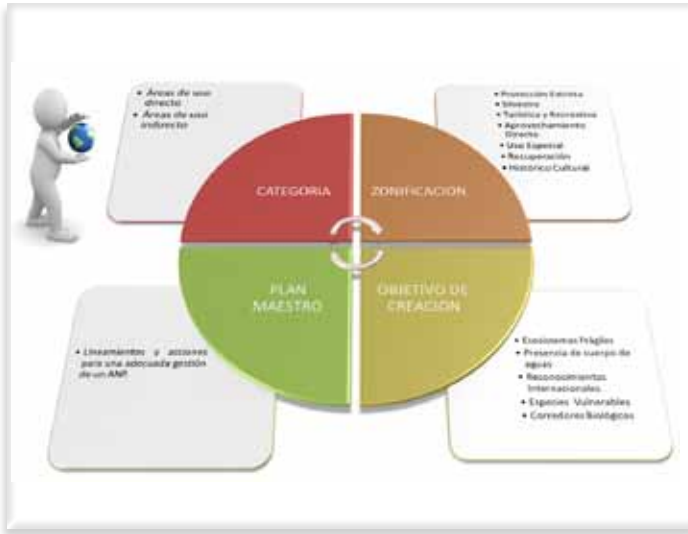 • Áreas de uso
directo
• Áreas de uso
indirecto
• Protección Estricta
• Silvestre
• Turística y Recreativa
• Aprovechamiento
Directo
• Uso Especial
• Recuperación
• Histórico Cultural
CATEGORIA
ZONIFICACION
PLAN
MAESTRO
OBJETIVO DE
CREACION
• Lineamientos y acciones
para una adecuada gestión
de un ANP.
• Ecosistemas Frágiles
• Presencia de cuerpo de
aguas
• Reconocimientos
Internacionales
• Especies Vulnerables
• Corredores Biológicos